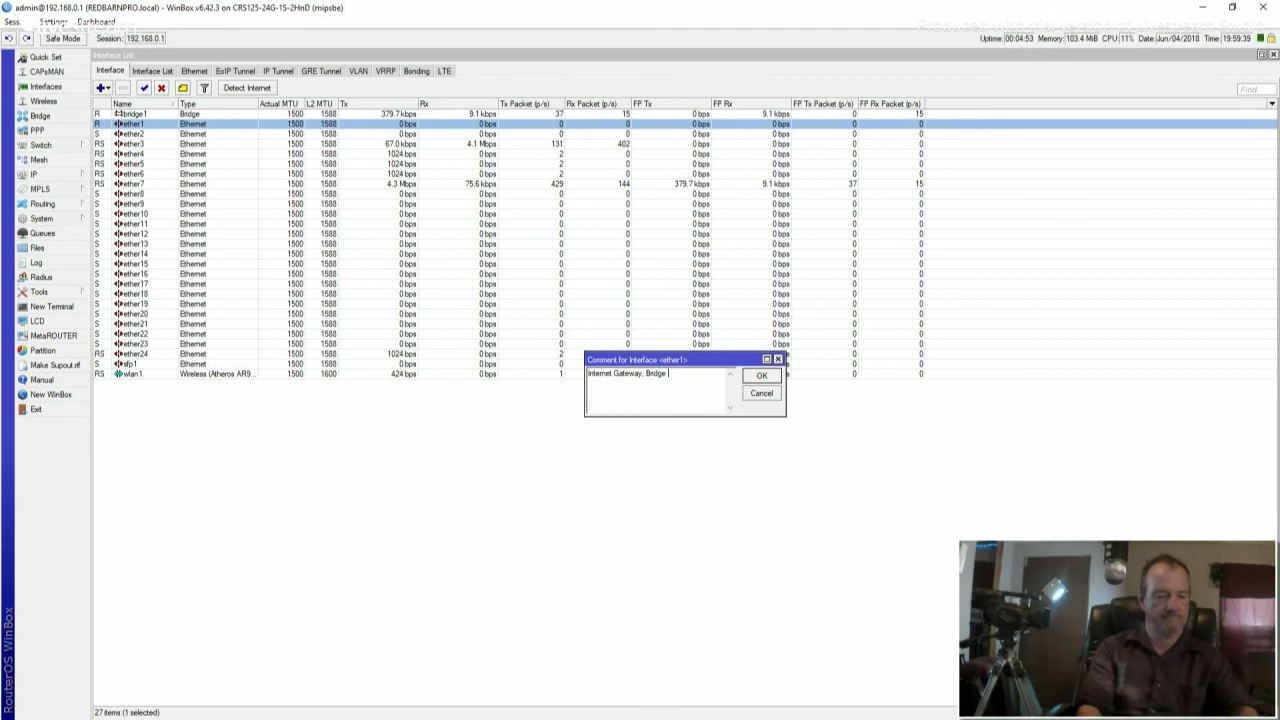 admin@192.168.0.1 (REDBARNPRO.local) - WinBox v6.42.3 on CRS125-24G-1S-2HnD (mipsbe)
Settings Dashboard
Safe Mode Session: 192.168.0.1 Uptime: 00:04:53 Memory: 103.4 MiB CPU: 11% Date: Jun/04/2018 Time: 19:59:39
Interface List
Interface Interface List Ethernet EoIP Tunnel IP Tunnel GRE Tunnel VLAN VRRP Bonding LTE
Detect Internet Find
Name Type Actual MTU L2 MTU Tx Rx Tx Packet (p/s) Rx Packet (p/s) FP Tx FP Rx FP Tx Packet (p/s) FP Rx Packet (p/s)
R bridge1 Bridge 1500 1588 379.7 kbps 9.1 kbps 37 15 0 bps 9.1 kbps 0 15
R ether1 Ethernet 1500 1588 0 bps 0 bps 0 0 0 bps 0 bps 0 0
S ether2 Ethernet 1500 1588 0 bps 0 bps 0 0 0 bps 0 bps 0 0
RS ether3 Ethernet 1500 1588 67.0 kbps 4.1 Mbps 131 402 0 bps 0 bps 0 0
RS ether4 Ethernet 1500 1588 1024 bps 0 bps 2 0 0 bps 0 bps 0 0
RS ether5 Ethernet 1500 1588 1024 bps 0 bps 2 0 0 bps 0 bps 0 0
RS ether6 Ethernet 1500 1588 1024 bps 0 bps 2 0 0 bps 0 bps 0 0
RS ether7 Ethernet 1500 1588 4.3 Mbps 75.6 kbps 429 144 379.7 kbps 9.1 kbps 37 15
S ether8 Ethernet 1500 1588 0 bps 0 bps 0 0 0 bps 0 bps 0 0
S ether9 Ethernet 1500 1588 0 bps 0 bps 0 0 0 bps 0 bps 0 0
S ether10 Ethernet 1500 1588 0 bps 0 bps 0 0 0 bps 0 bps 0 0
S ether11 Ethernet 1500 1588 0 bps 0 bps 0 0 0 bps 0 bps 0 0
S ether12 Ethernet 1500 1588 0 bps 0 bps 0 0 0 bps 0 bps 0 0
S ether13 Ethernet 1500 1588 0 bps 0 bps 0 0 0 bps 0 bps 0 0
S ether14 Ethernet 1500 1588 0 bps 0 bps 0 0 0 bps 0 bps 0 0
S ether15 Ethernet 1500 1588 0 bps 0 bps 0 0 0 bps 0 bps 0 0
S ether16 Ethernet 1500 1588 0 bps 0 bps 0 0 0 bps 0 bps 0 0
S ether17 Ethernet 1500 1588 0 bps 0 bps 0 0 0 bps 0 bps 0 0
S ether18 Ethernet 1500 1588 0 bps 0 bps 0 0 0 bps 0 bps 0 0
S ether19 Ethernet 1500 1588 0 bps 0 bps 0 0 0 bps 0 bps 0 0
S ether20 Ethernet 1500 1588 0 bps 0 bps 0 0 0 bps 0 bps 0 0
S ether21 Ethernet 1500 1588 0 bps 0 bps 0 0 0 bps 0 bps 0 0
S ether22 Ethernet 1500 1588 0 bps 0 bps 0 0 0 bps 0 bps 0 0
S ether23 Ethernet 1500 1588 0 bps 0 bps 0 0 0 bps 0 bps 0 0
RS ether24 Ethernet 1500 1588 1024 bps 0 bps 2 0
S sfp1 Ethernet 1500 1588 0 bps 0 bps 0 0
RS wlan1 Wireless (Atheros AR9... 1500 1600 424 bps 0 bps 1 0
Quick Set
CAPsMAN
Interfaces
Wireless
Bridge
PPP
Switch
Mesh
IP
MPLS
Routing
System
Queues
Files
Log
Radius
Tools
New Terminal
LCD
MetaROUTER
Partition
Make Supout.rif
Manual
New WinBox
Exit
RouterOS WinBox
Comment for Interface <ether1>
Internet Gateway. Bridge
OK
Cancel
27 items (1 selected)